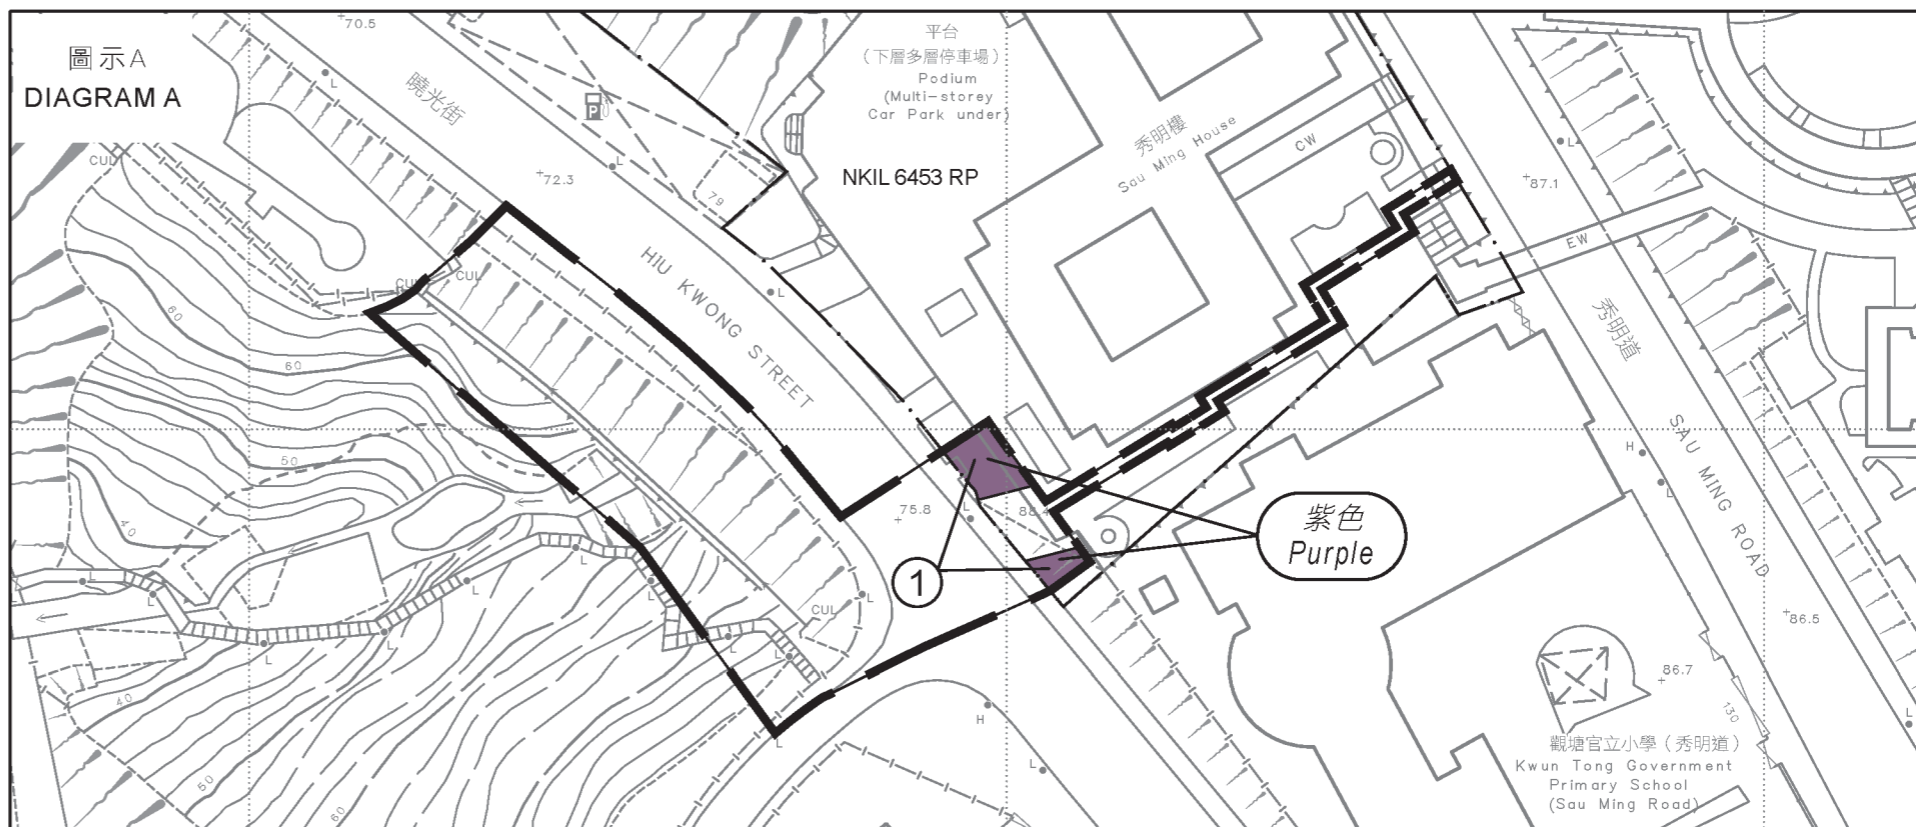 圖示A
DIAGRAM A
70.5
曉光街
平台
(下層多層停車場)
Podium
(Multi-storey
Car Park under)
P
NKIL 6453 RP
秀明樓
Sau Ming House
CW
L
87.1
CUL
L
72.3
79
L
EW
CUL
CUL
HIU KWONG STREET
L
60
60
秀明道
SAU MING ROAD
50
40
75.8
L
88.4
紫色
Purple
1
H
L
L
L
L
L
L
L
L
L
L
CUL
L
86.5
40
50
60
L
H
L
86.7
130
L
觀塘官立小學(秀明道)
Kwun Tong Government
Primary School
(Sau Ming Road)